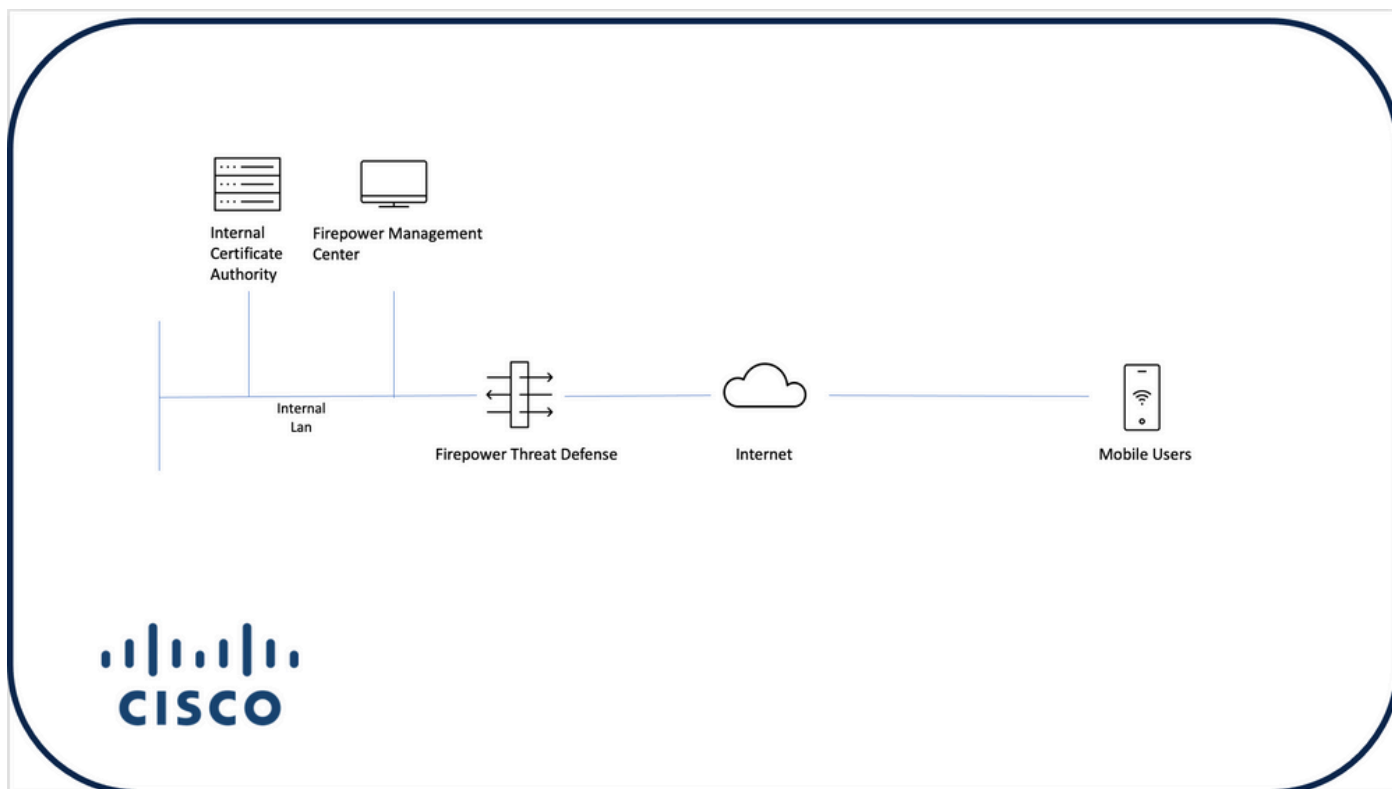 Internal
Certificate
Authority
Firepower Management
Center
Internal
Lan
Firepower Threat Defense
Internet
Mobile Users
CISCO